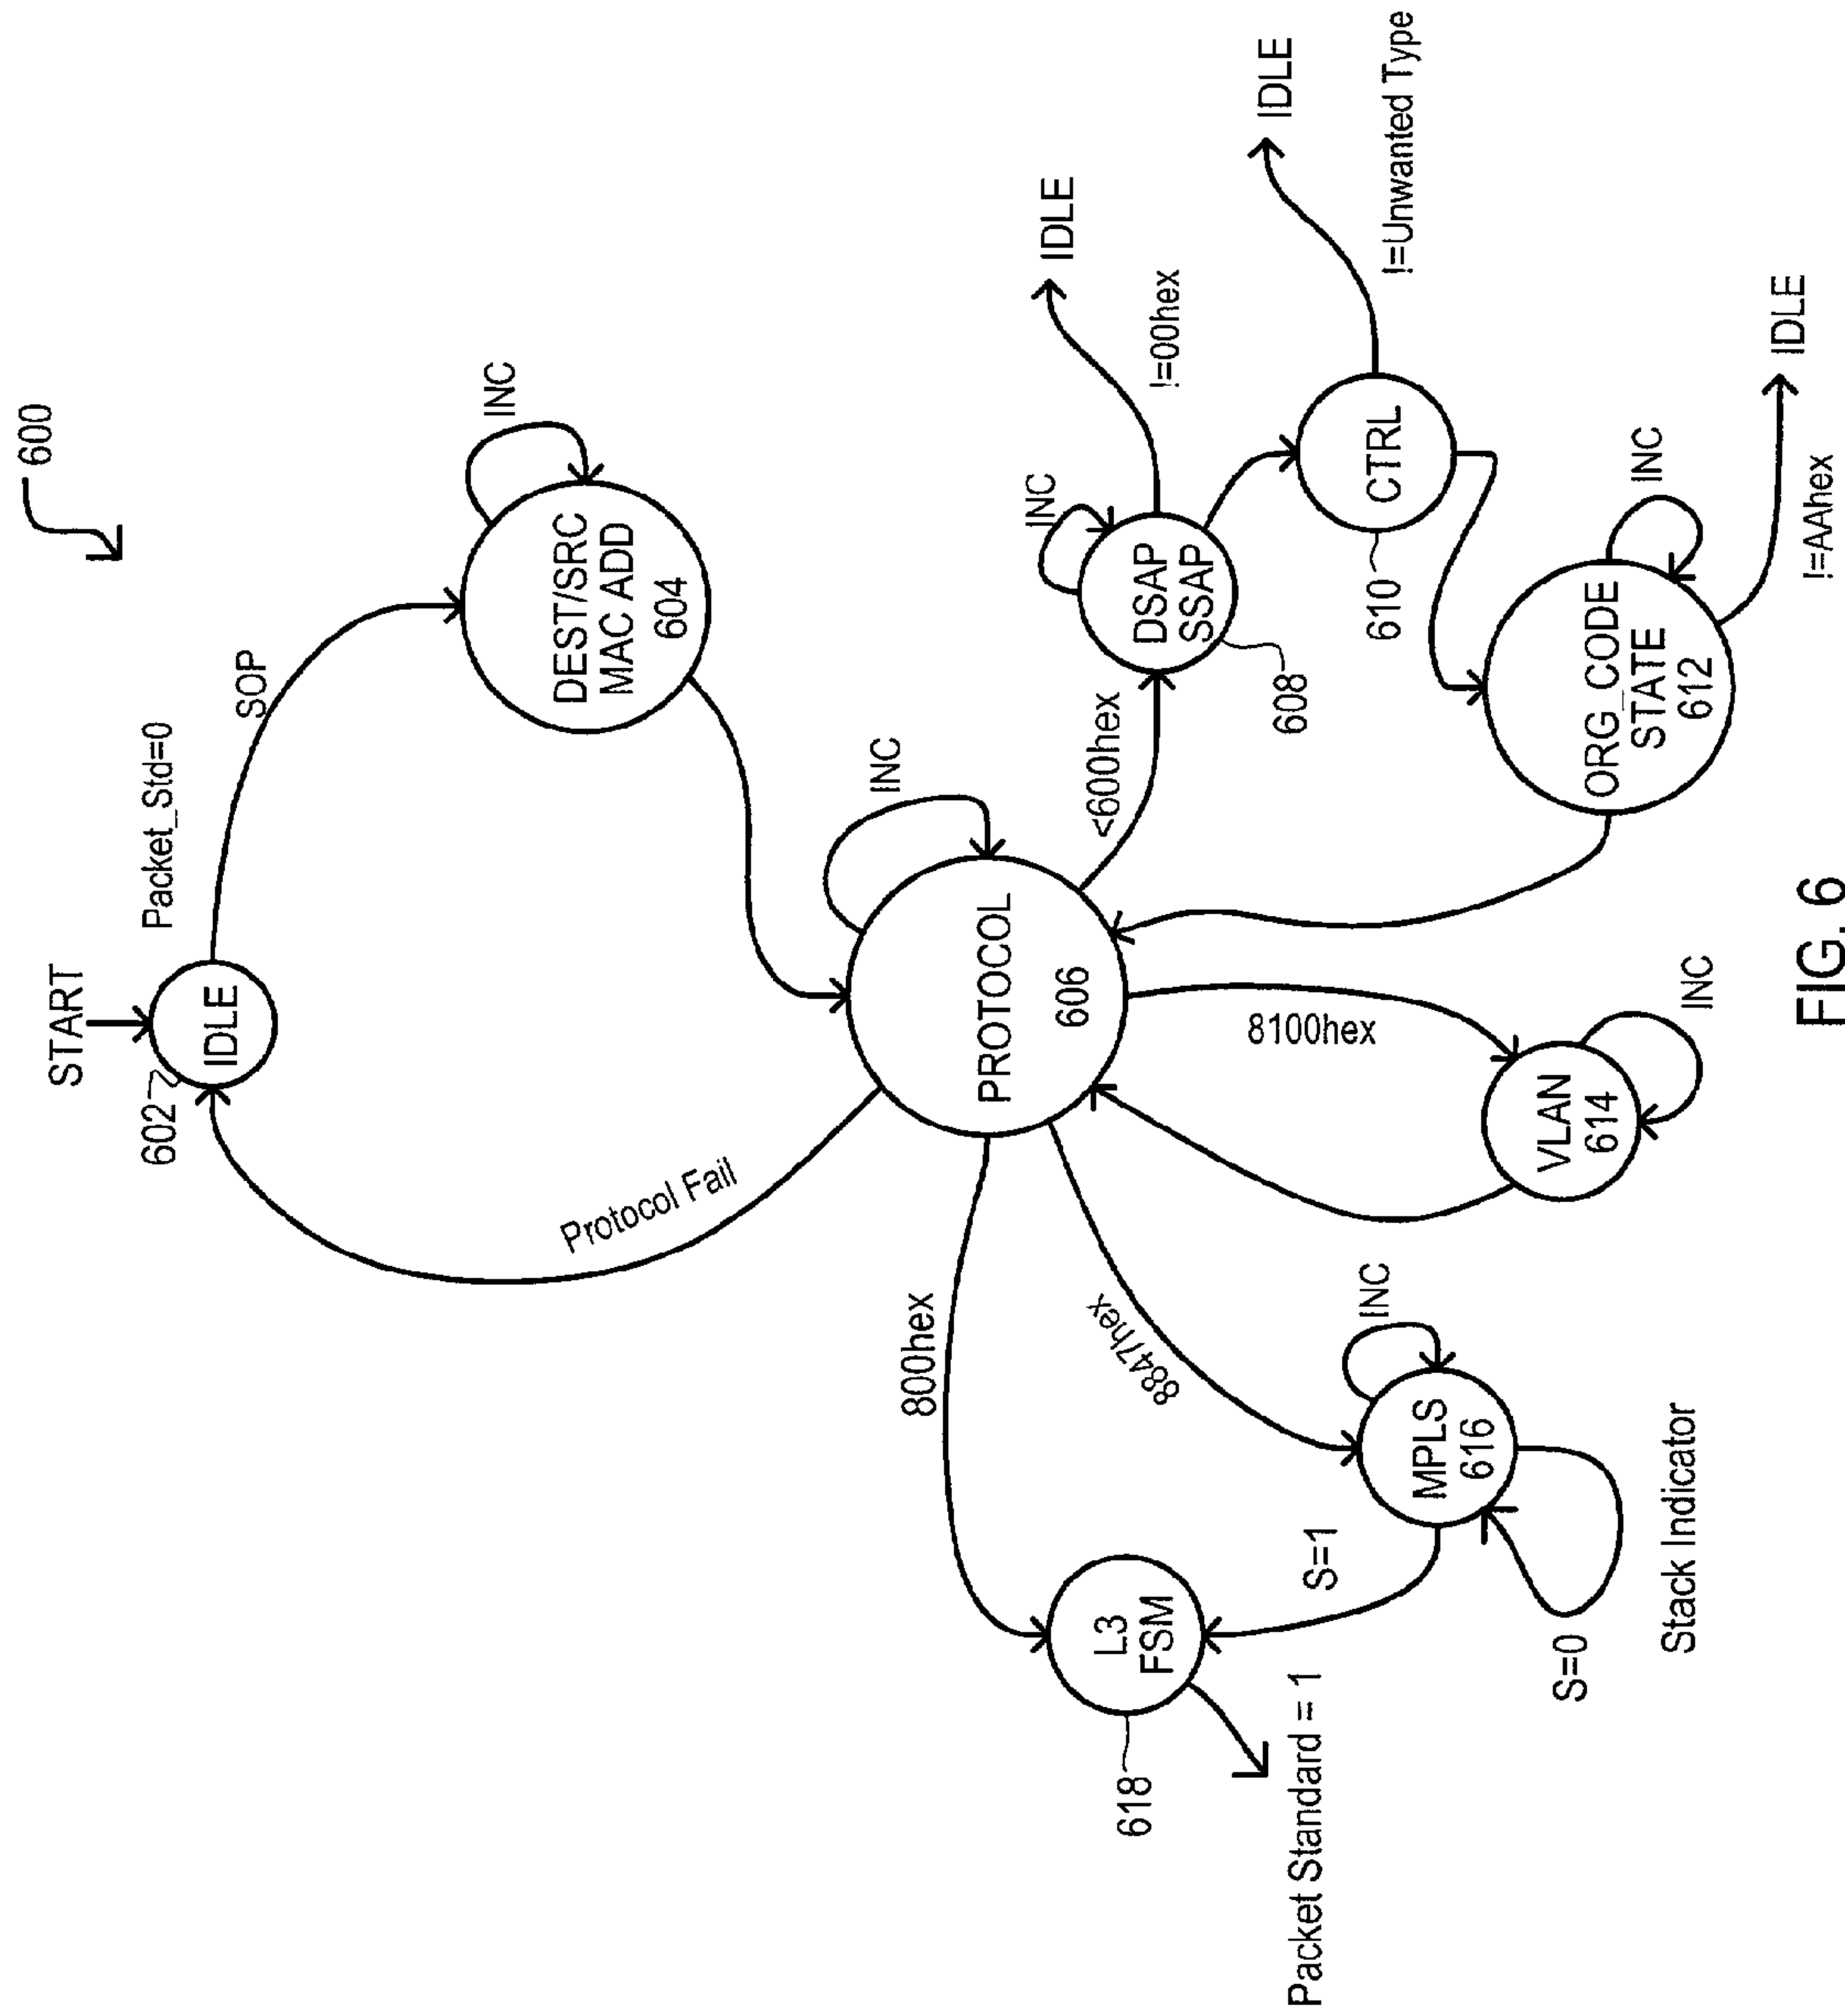 600
START
602
IDLE
Packet_Std=0
SOP
DEST/SRC
MAC ADD
604
INC
Protocol Fail
PROTOCOL
606
INC
800hex
8847hex
8100hex
<600hex
DSAP
SSAP
608
INC
!=00hex
IDLE
CTRL
610
!=Unwanted Type
IDLE
ORG_CODE
STATE
612
INC
!=AAhex
IDLE
VLAN
614
INC
MPLS
616
INC
S=1
S=0
Stack Indicator
L3
FSM
618
Packet Standard = 1
FIG. 6